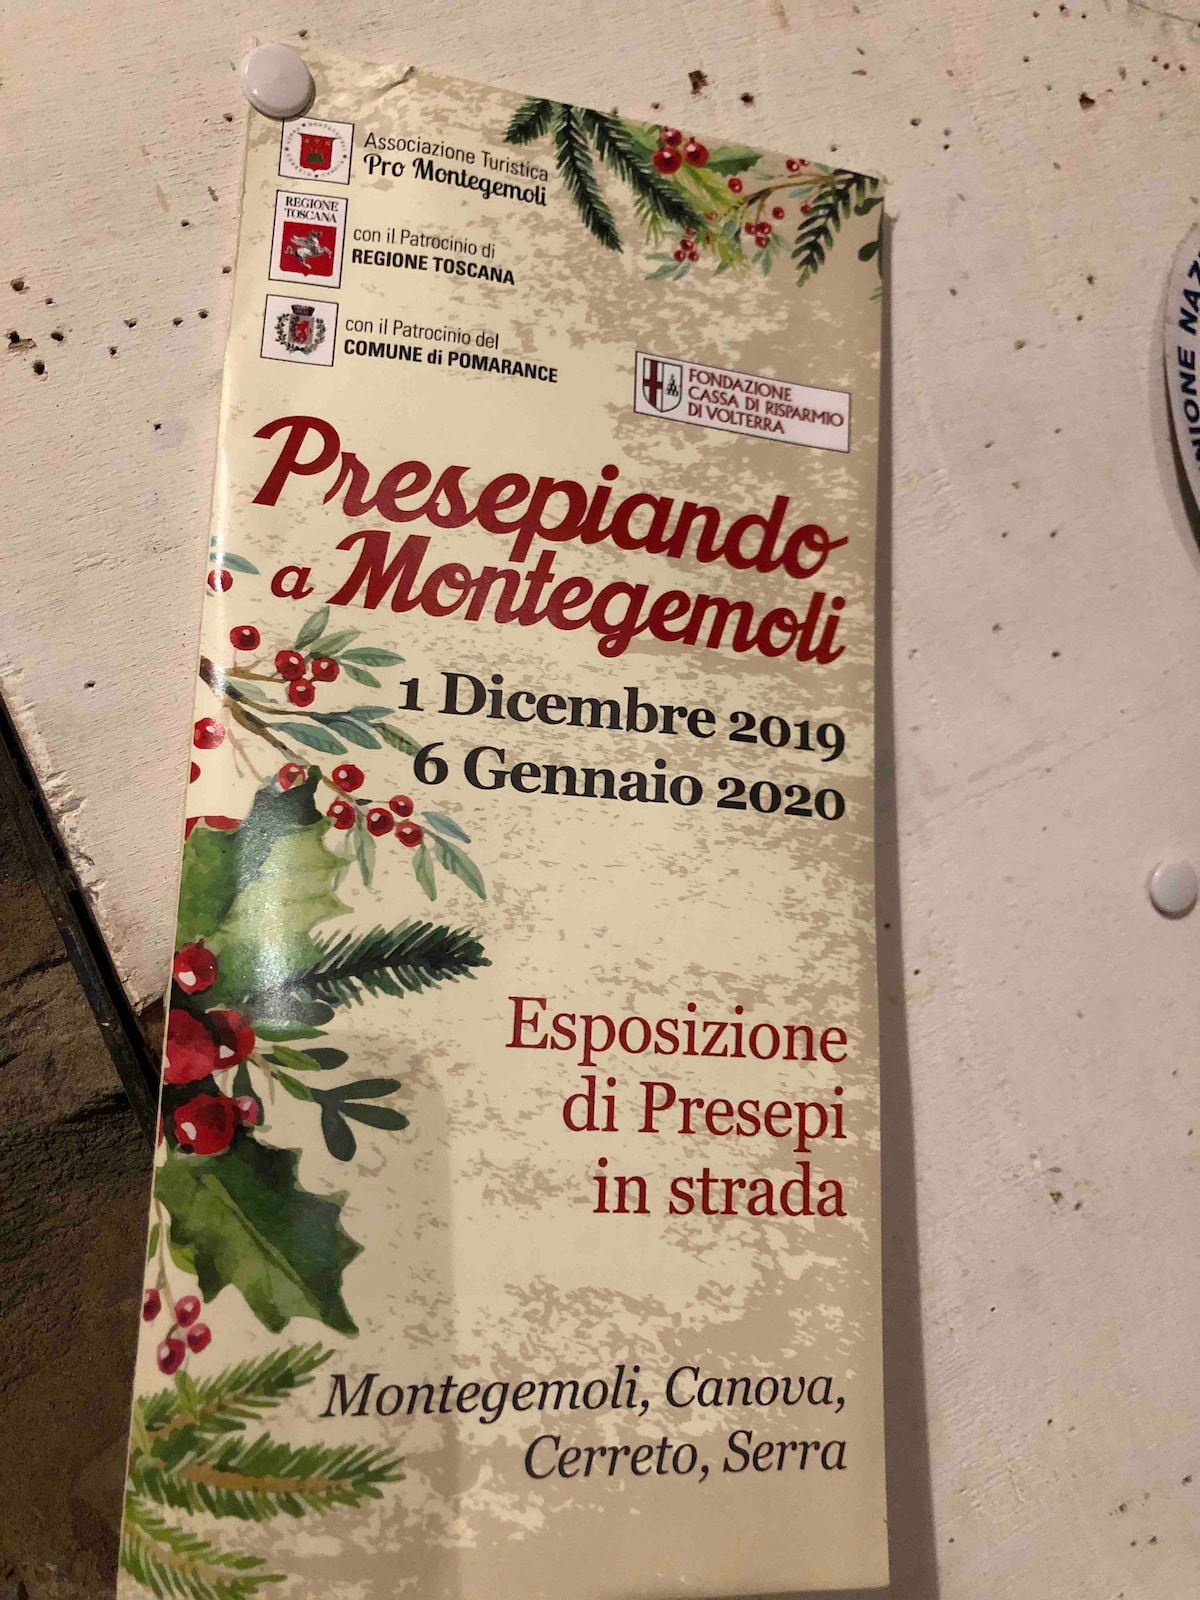 Associazione Turistica
Pro Montegemoli
REGIONE
TOSCANA
con il Patrocinio di
REGIONE TOSCANA
con il Patrocinio del
COMUNE di POMARANCE
FONDAZIONE
CASSA DI RISPARMIO
DI VOLTERRA
Presepiando
a Montegemoli
1 Dicembre 2019
6 Gennaio 2020
Esposizione
di Presepi
in strada
Montegemoli, Canova,
Cerreto, Serra